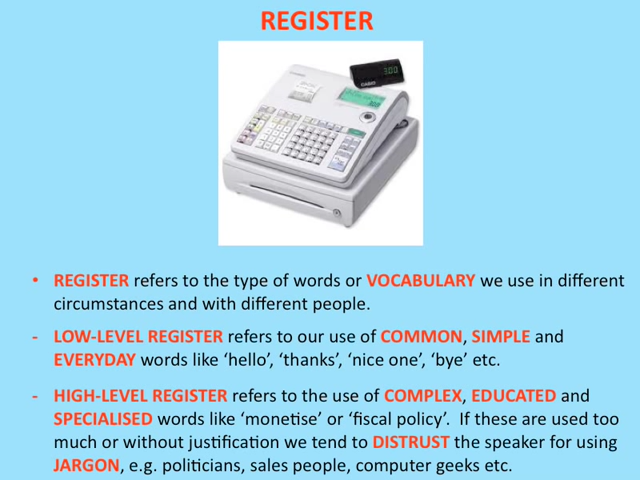 REGISTER
CASIO
3.00
• REGISTER refers to the type of words or VOCABULARY we use in different
circumstances and with different people.
- LOW-LEVEL REGISTER refers to our use of COMMON, SIMPLE and
EVERYDAY words like ‘hello’, ‘thanks’, ‘nice one’, ‘bye’ etc.
- HIGH-LEVEL REGISTER refers to the use of COMPLEX, EDUCATED and
SPECIALISED words like ‘monetise’ or ‘fiscal policy’.  If these are used too
much or without justification we tend to DISTRUST the speaker for using
JARGON, e.g. politicians, sales people, computer geeks etc.